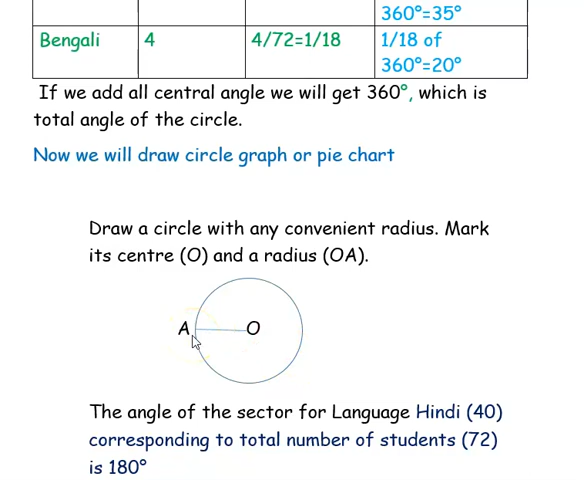 360°=35°
Bengali 4 4/72=1/18 1/18 of
360°=20°
If we add all central angle we will get 360°, which is
total angle of the circle.
Now we will draw circle graph or pie chart
Draw a circle with any convenient radius. Mark
its centre (O) and a radius (OA).
A O
The angle of the sector for Language Hindi (40)
corresponding to total number of students (72)
is 180°